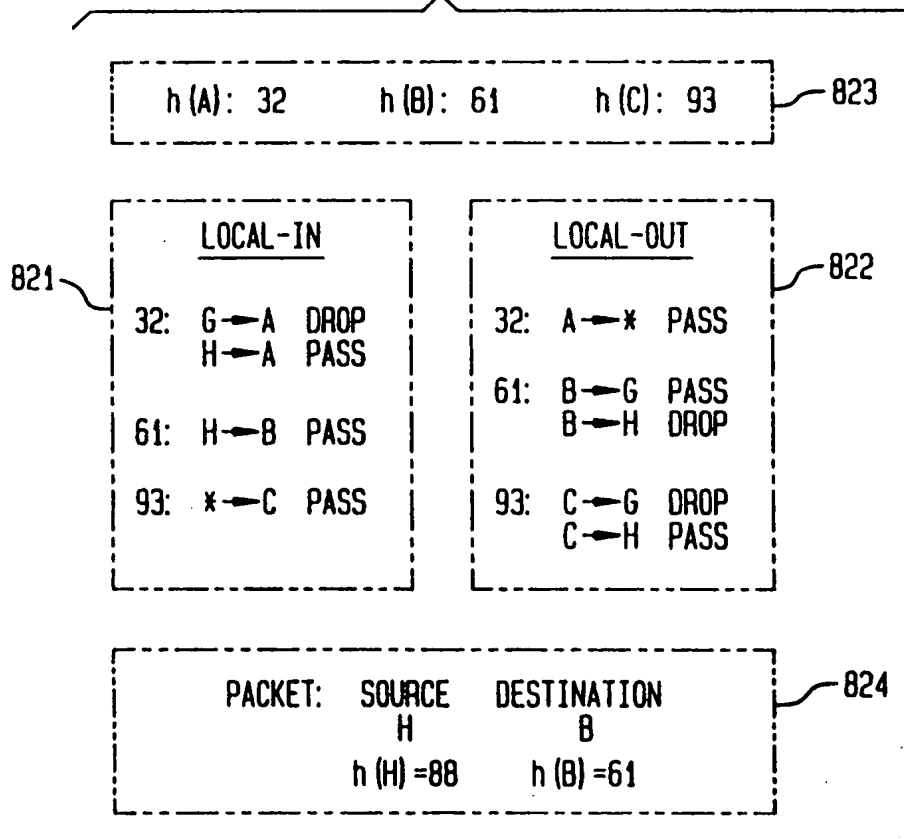 h (A): 32 h (B): 61 h (C): 93 823
821
LOCAL-IN
32: G→A DROP
H→A PASS
61: H→B PASS
93: *→C PASS
LOCAL-OUT 822
32: A→* PASS
61: B→G PASS
B→H DROP
93: C→G DROP
C→H PASS
PACKET: SOURCE DESTINATION 824
H B
h (H) =88 h (B) =61